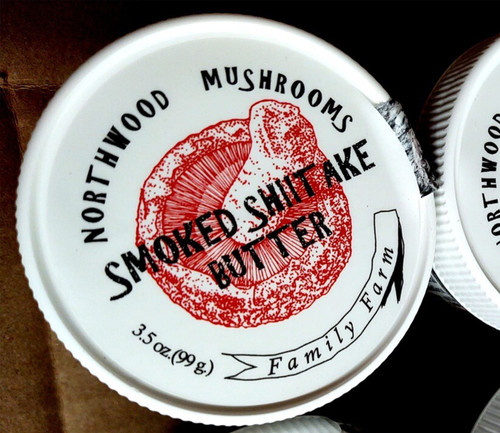 NORTHWOOD MUSHROOMS
SMOKED SHIITAKE
BUTTER
3.5 oz.(99 g.)
Family Farm
NORTHWOOD